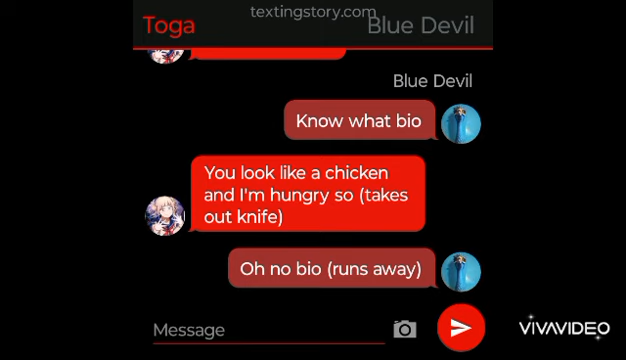 textingstory.com
Toga
Blue Devil
Blue Devil
Know what bio
You look like a chicken
and I'm hungry so (takes
out knife)
Oh no bio (runs away)
Message
VIVAVIDEO